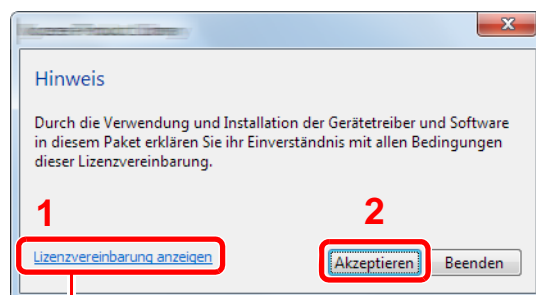 Hinweis
Durch die Verwendung und Installation der Gerätetreiber und Software
in diesem Paket erklären Sie ihr Einverständnis mit allen Bedingungen
dieser Lizenzvereinbarung.
1
2
Lizenzvereinbarung anzeigen
Akzeptieren
Beenden